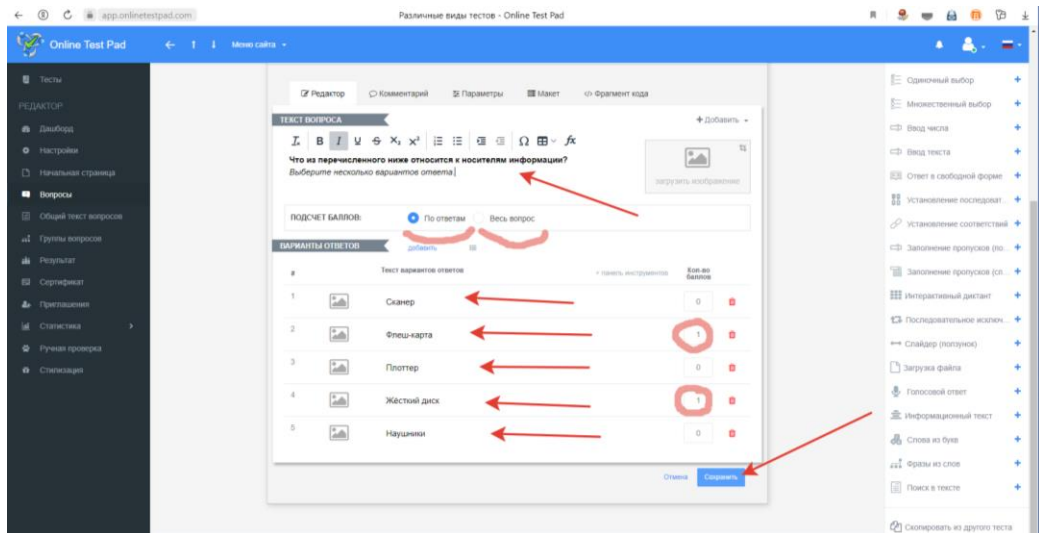 app.onlinetestpad.com
Различные виды тестов - Online Test Pad
Online Test Pad
Меню сайта
Тесты
РЕДАКТОР
Дашборд
Настройки
Начальная страница
Вопросы
Общий текст вопросов
Группы вопросов
Результат
Сертификат
Приглашения
Статистика
Ручная проверка
Стилизация
Редактор
Комментарий
Параметры
Макет
</> Фрагмент кода
ТЕКСТ ВОПРОСА
+ Добавить
Что из перечисленного ниже относится к носителям информации?
Выберите несколько вариантов ответа.
загрузить изображение
ПОДСЧЕТ БАЛЛОВ:
По ответам
Весь вопрос
ВАРИАНТЫ ОТВЕТОВ
добавить
#
Текст вариантов ответов
+ панель инструментов
Кол-во баллов
1 Сканер 0
2 Флеш-карта 1
3 Плоттер 0
4 Жёсткий диск 1
5 Наушники 0
Отмена
Сохранить
Одиночный выбор +
Множественный выбор +
Ввод числа +
Ввод текста +
Ответ в свободной форме +
Установление последоват... +
Установление соответствий +
Заполнение пропусков (по... +
Заполнение пропусков (сп... +
Интерактивный диктант +
Последовательное исключ... +
Слайдер (ползунок) +
Загрузка файла +
Голосовой ответ +
Информационный текст +
Слова из букв +
Фразы из слов +
Поиск в тексте +
Скопировать из другого теста